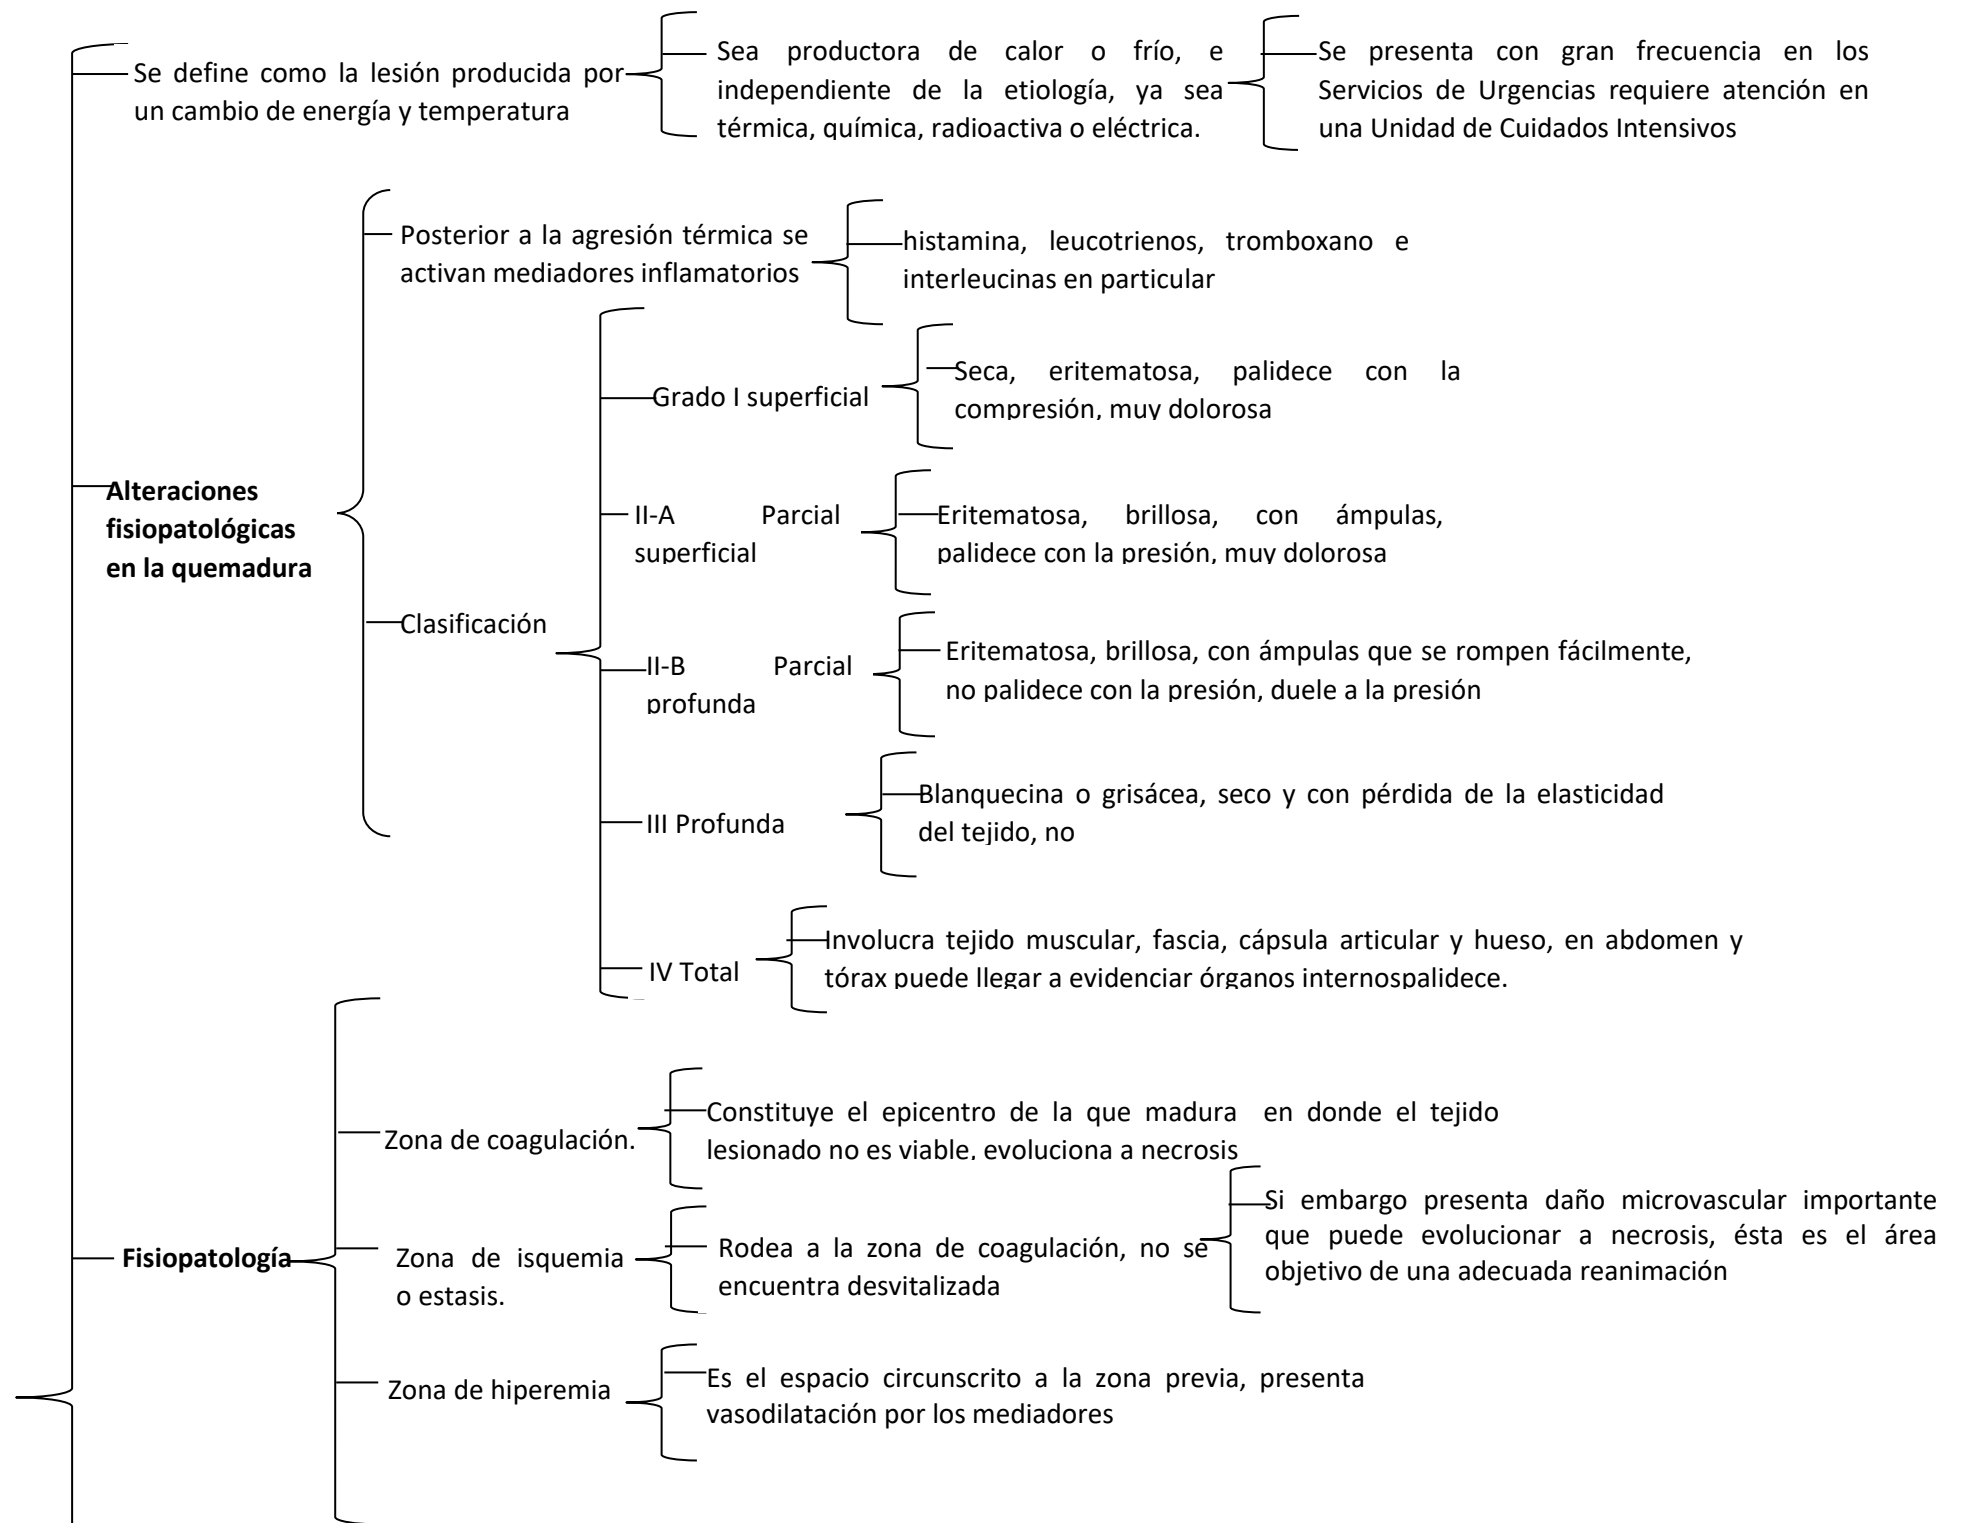 Se define como la lesión producida por
un cambio de energía y temperatura
Sea productora de calor o frío, e
independiente de la etiología, ya sea
térmica, química, radioactiva o eléctrica.
Se presenta con gran frecuencia en los
Servicios de Urgencias requiere atención en
una Unidad de Cuidados Intensivos
Alteraciones
fisiopatológicas
en la quemadura
Posterior a la agresión térmica se
activan mediadores inflamatorios
histamina, leucotrienos, tromboxano e
interleucinas en particular
Clasificación
Grado I superficial
Seca, eritematosa, palidece con la
compresión, muy dolorosa
II-A Parcial
superficial
Eritematosa, brillosa, con ámpulas,
palidece con la presión, muy dolorosa
II-B Parcial
profunda
Eritematosa, brillosa, con ámpulas que se rompen fácilmente,
no palidece con la presión, duele a la presión
III Profunda
Blanquecina o grisácea, seco y con pérdida de la elasticidad
del tejido, no
IV Total
Involucra tejido muscular, fascia, cápsula articular y hueso, en abdomen y
tórax puede llegar a evidenciar órganos internospalidece.
Fisiopatología
Zona de coagulación.
Constituye el epicentro de la que madura en donde el tejido
lesionado no es viable, evoluciona a necrosis
Zona de isquemia
o estasis.
Rodea a la zona de coagulación, no se
encuentra desvitalizada
Si embargo presenta daño microvascular importante
que puede evolucionar a necrosis, ésta es el área
objetivo de una adecuada reanimación
Zona de hiperemia
Es el espacio circunscrito a la zona previa, presenta
vasodilatación por los mediadores